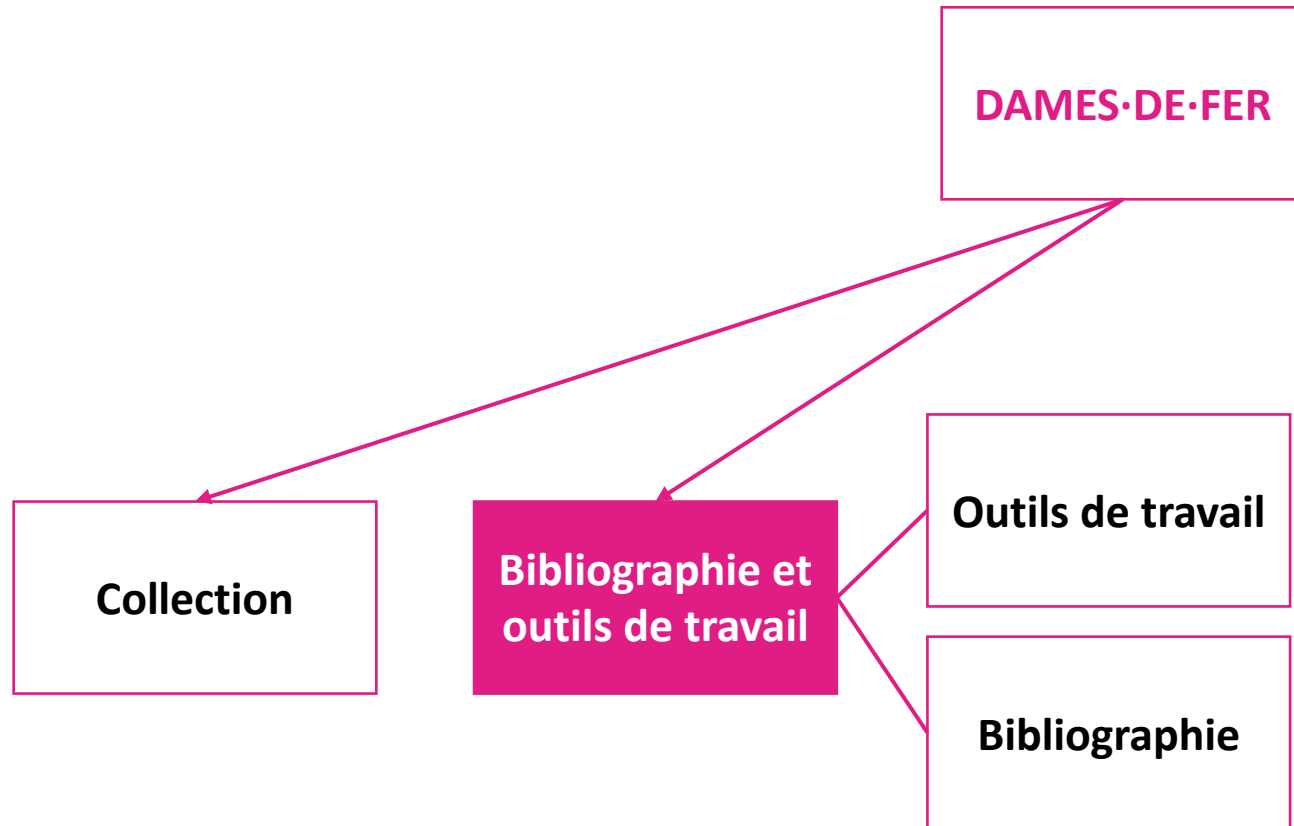 DAMES·DE·FER
Collection
Bibliographie et
outils de travail
Outils de travail
Bibliographie